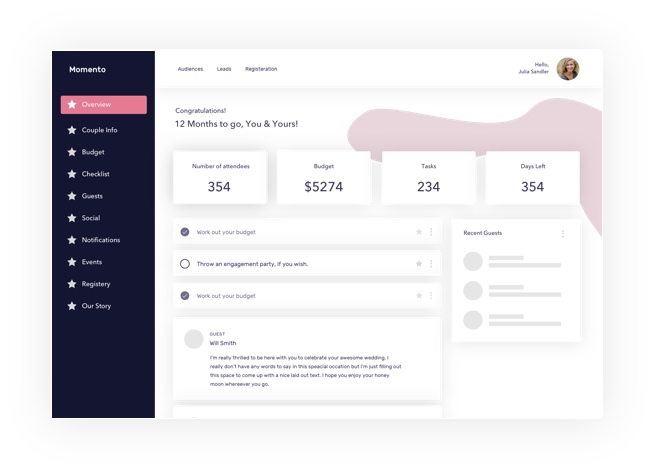 Momento
Audiences
Leads
Registeration
Hello,
Julia Sandler
Overview
Couple Info
Budget
Checklist
Guests
Social
Notifications
Events
Registery
Our Story
Congratulations!
12 Months to go, You & Yours!
Number of attendees
354
Budget
$5274
Tasks
234
Days Left
354
Work out your budget
Throw an engagement party, if you wish.
Work out your budget
Recent Guests
GUEST
Will Smith
I'm really thrilled to be here with you to celebrate your awesome wedding, I
really don't have any words to say in this speacial occation but I'm just filling out
this space to come up with a nice laid out text. I hope you enjoy your honey
moon whereever you go.